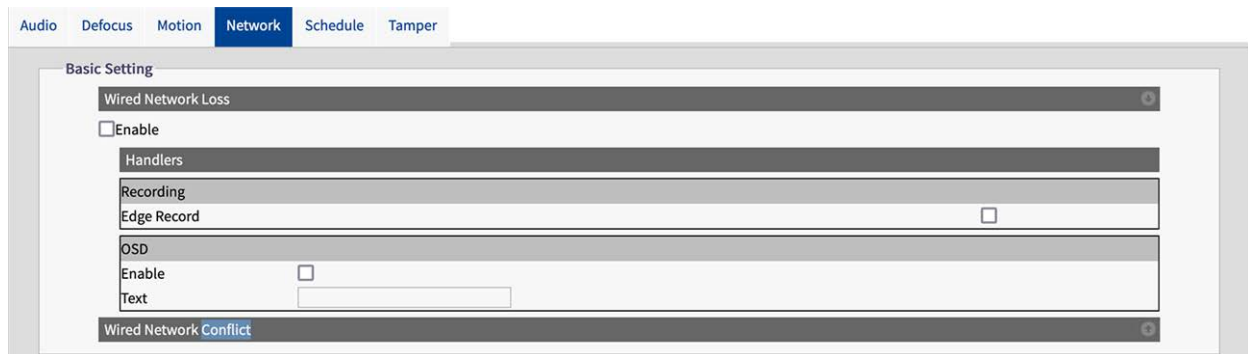 Audio Defocus Motion Network Schedule Tamper
Basic Setting
Wired Network Loss
Enable
Handlers
Recording
Edge Record
OSD
Enable
Text
Wired Network Conflict